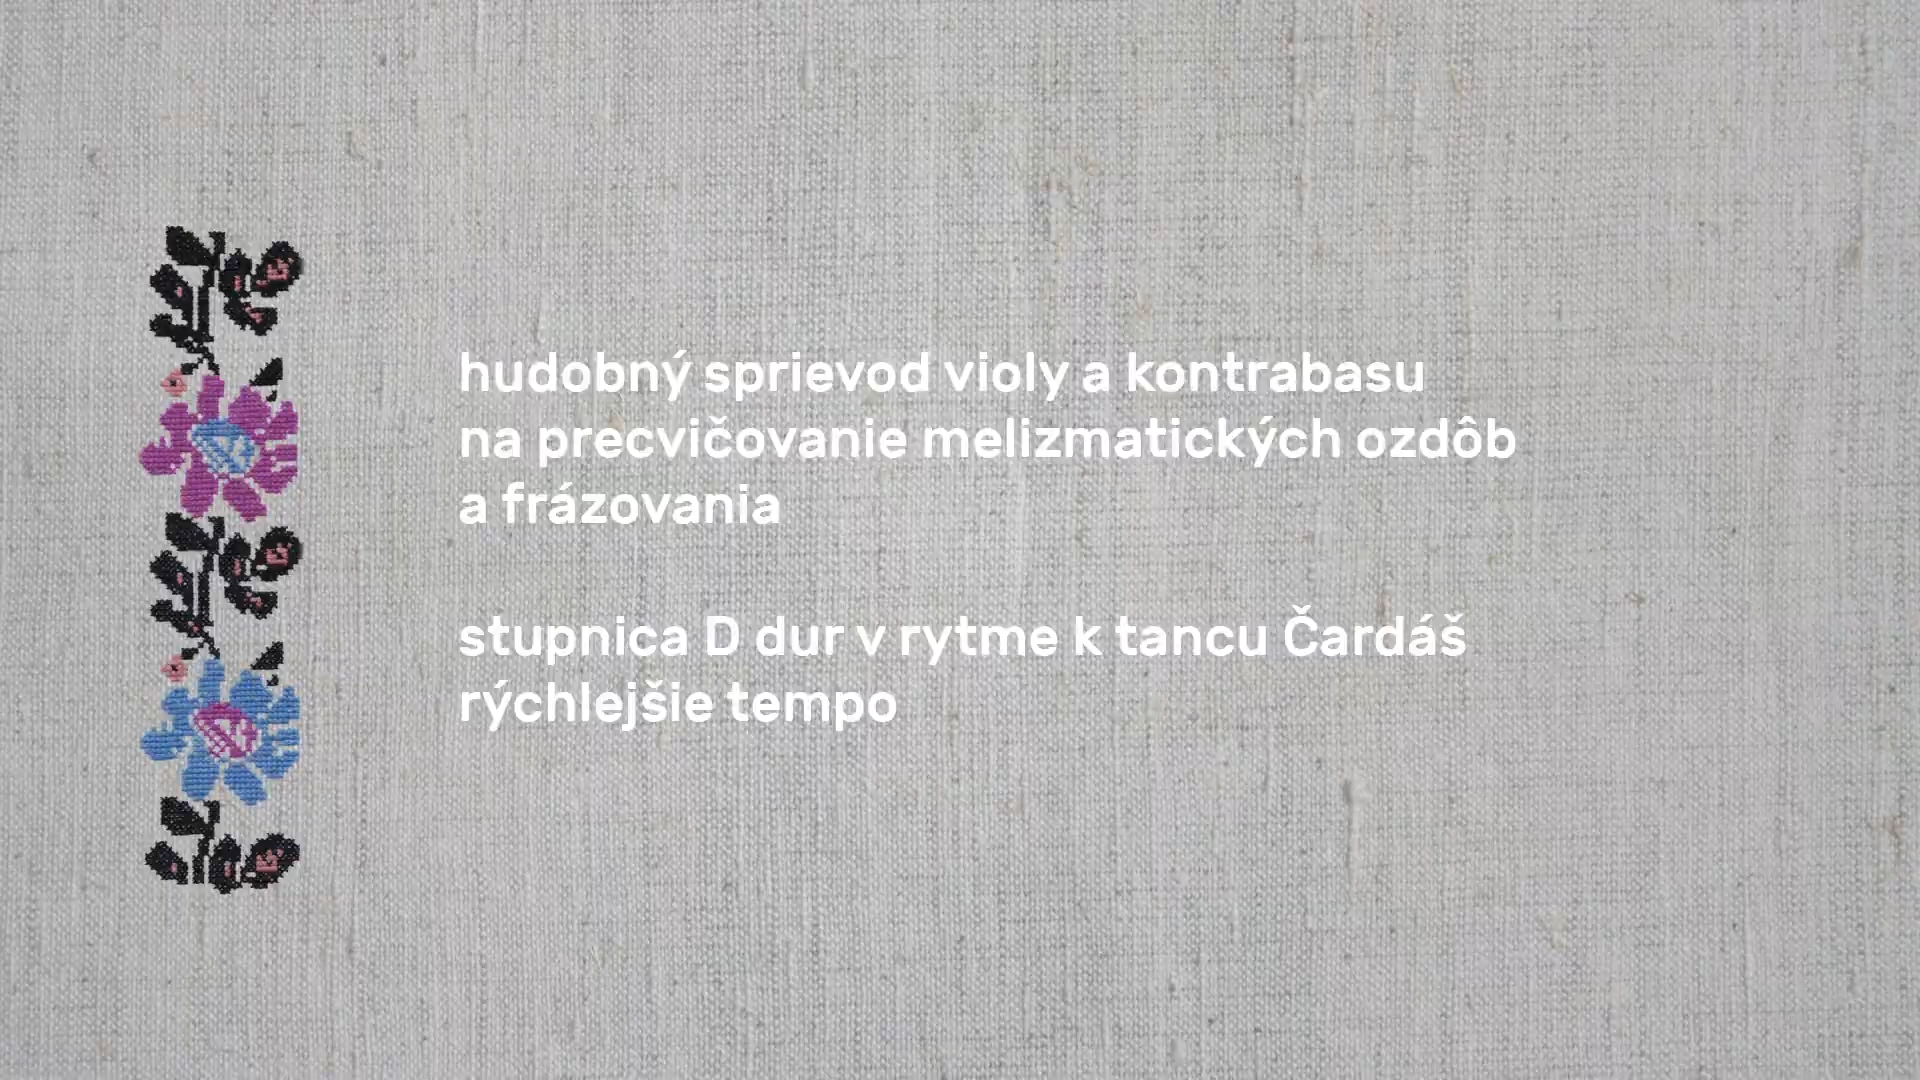 hudobný sprievod violy a kontrabasu
na precvičovanie melizmatických ozdôb
a frázovania
stupnica D dur v rytme k tancu Čardáš
rýchlejšie tempo